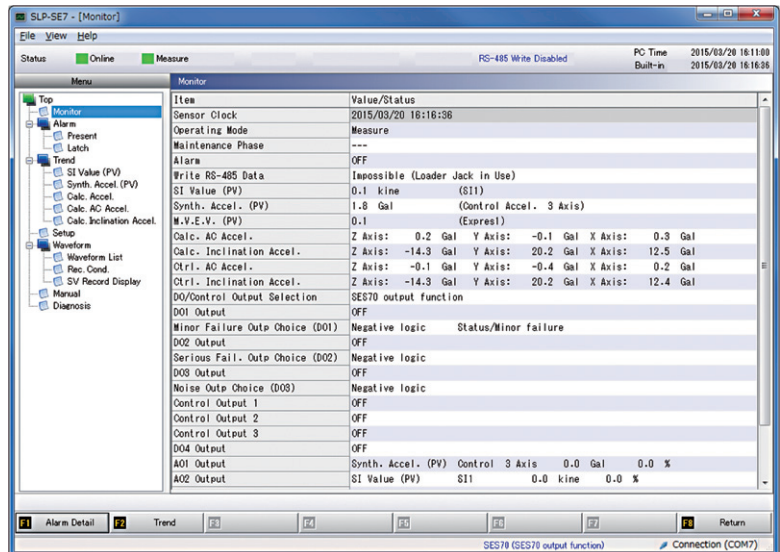 SLP-SE7 - [Monitor]
File View Help
Status Online Measure RS-485 Write Disabled PC Time 2015/03/20 16:11:00
Built-in 2015/03/20 16:16:36
Menu
Top
Monitor
Alarm
Present
Latch
Trend
SI Value (PV)
Synth. Accel. (PV)
Calc. Accel.
Calc. AC Accel.
Calc. Inclination Accel.
Setup
Waveform
Waveform List
Rec. Cond.
SV Record Display
Manual
Diagnosis
Monitor
Item Value/Status
Sensor Clock 2015/03/20 16:16:36
Operating Mode Measure
Maintenance Phase ---
Alarm OFF
Write RS-485 Data Impossible (Loader Jack in Use)
SI Value (PV) 0.1 kine (SI1)
Synth. Accel. (PV) 1.8 Gal (Control Accel. 3 Axis)
M.V.E.V. (PV) 0.1 (Expres1)
Calc. AC Accel. Z Axis: 0.2 Gal Y Axis: -0.1 Gal X Axis: 0.3 Gal
Calc. Inclination Accel. Z Axis: -14.3 Gal Y Axis: 20.2 Gal X Axis: 12.5 Gal
Ctrl. AC Accel. Z Axis: -0.1 Gal Y Axis: -0.4 Gal X Axis: 0.2 Gal
Ctrl. Inclination Accel. Z Axis: -14.3 Gal Y Axis: 20.2 Gal X Axis: 12.4 Gal
DO/Control Output Selection SES70 output function
DO1 Output OFF
Minor Failure Outp Choice (DO1) Negative logic Status/Minor failure
DO2 Output OFF
Serious Fail. Outp Choice (DO2) Negative logic
DO3 Output OFF
Noise Outp Choice (DO3) Negative logic
Control Output 1 OFF
Control Output 2 OFF
Control Output 3 OFF
DO4 Output OFF
AO1 Output Synth. Accel. (PV) Control 3 Axis 0.0 Gal 0.0 %
AO2 Output SI Value (PV) SI1 0.0 kine 0.0 %
F1 Alarm Detail F2 Trend F3 F4 F5 F6 F7 F8 Return
SES70 (SES70 output function) Connection (COM7)